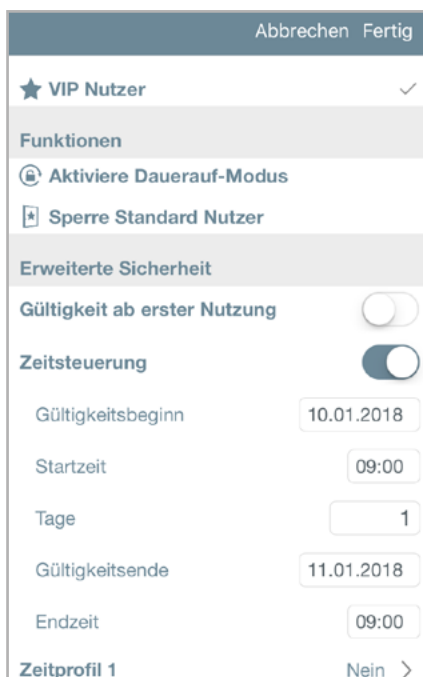 Abbrechen Fertig
VIP Nutzer
Funktionen
Aktiviere Dauerauf-Modus
Sperre Standard Nutzer
Erweiterte Sicherheit
Gültigkeit ab erster Nutzung
Zeitsteuerung
Gültigkeitsbeginn 10.01.2018
Startzeit 09:00
Tage 1
Gültigkeitsende 11.01.2018
Endzeit 09:00
Zeitprofil 1 Nein